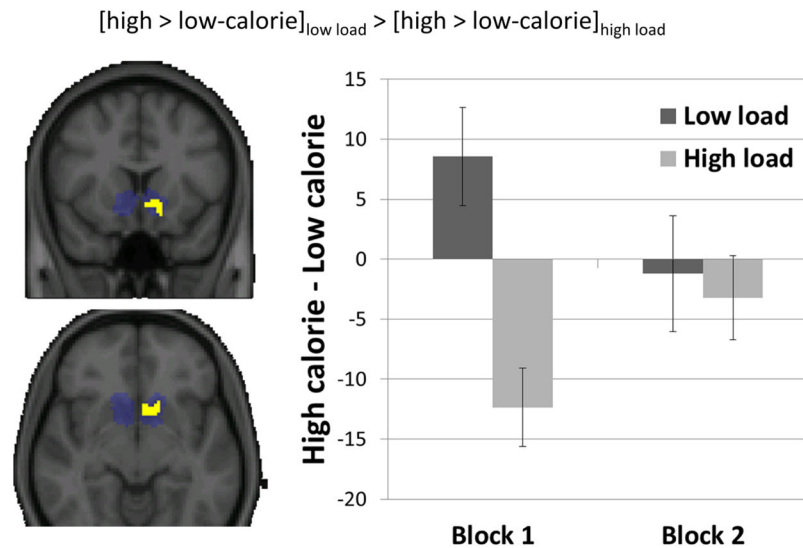 [high > low-calorie]low load > [high > low-calorie]high load
High calorie - Low calorie
15
10
5
0
-5
-10
-15
-20
Low load
High load
Block 1
Block 2